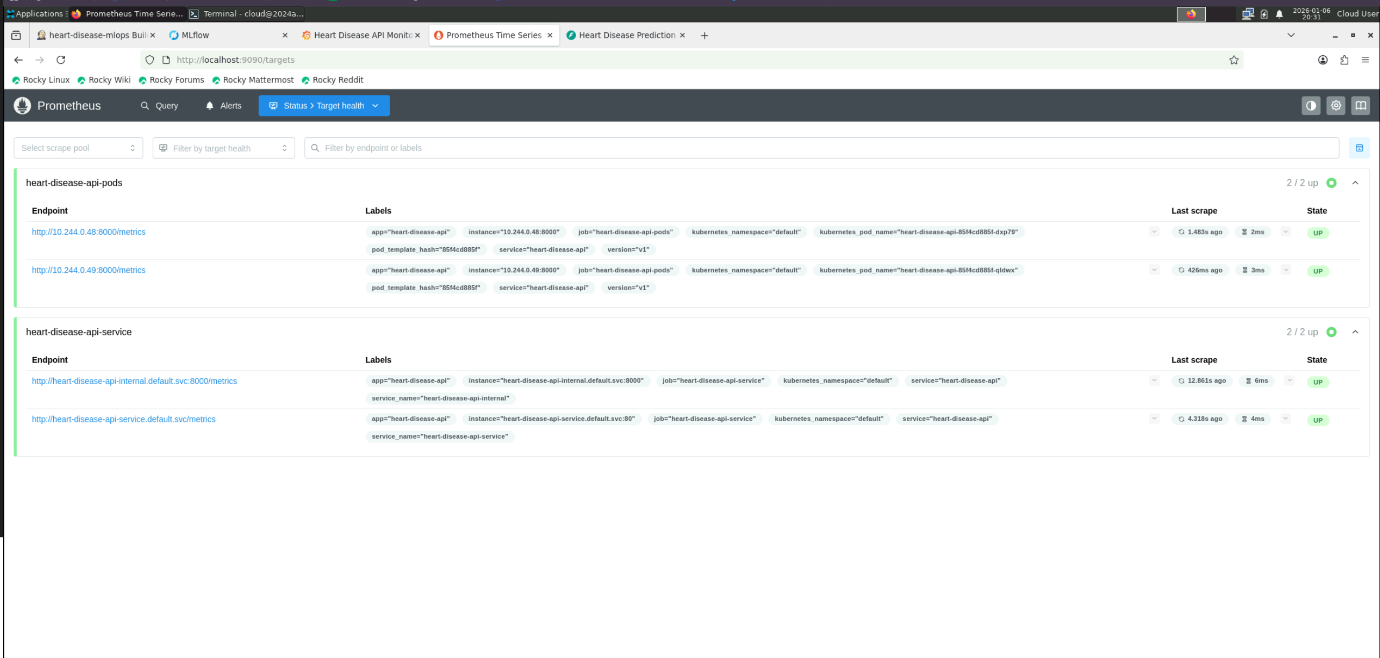 Applications
Prometheus Time Serie...
Terminal - cloud@2024a...
2026-01-06
20:31
Cloud User
heart-disease-mlops Buil
MLflow
Heart Disease API Monito
Prometheus Time Series
Heart Disease Prediction
http://localhost:9090/targets
Rocky Linux
Rocky Wiki
Rocky Forums
Rocky Mattermost
Rocky Reddit
Prometheus
Query
Alerts
Status > Target health
Select scrape pool
Filter by target health
Filter by endpoint or labels
heart-disease-api-pods
2 / 2 up
Endpoint Labels Last scrape State
http://10.244.0.48:8000/metrics app="heart-disease-api" instance="10.244.0.48:8000" job="heart-disease-api-pods" kubernetes_namespace="default" kubernetes_pod_name="heart-disease-api-85f4cd885f-dxp79" 1.483s ago 2ms UP
pod_template_hash="85f4cd885f" service="heart-disease-api" version="v1"
http://10.244.0.49:8000/metrics app="heart-disease-api" instance="10.244.0.49:8000" job="heart-disease-api-pods" kubernetes_namespace="default" kubernetes_pod_name="heart-disease-api-85f4cd885f-qldwx" 426ms ago 3ms UP
pod_template_hash="85f4cd885f" service="heart-disease-api" version="v1"
heart-disease-api-service
2 / 2 up
Endpoint Labels Last scrape State
http://heart-disease-api-internal.default.svc:8000/metrics app="heart-disease-api" instance="heart-disease-api-internal.default.svc:8000" job="heart-disease-api-service" kubernetes_namespace="default" service="heart-disease-api" 12.861s ago 6ms UP
service_name="heart-disease-api-internal"
http://heart-disease-api-service.default.svc/metrics app="heart-disease-api" instance="heart-disease-api-service.default.svc:80" job="heart-disease-api-service" kubernetes_namespace="default" service="heart-disease-api" 4.318s ago 4ms UP
service_name="heart-disease-api-service"